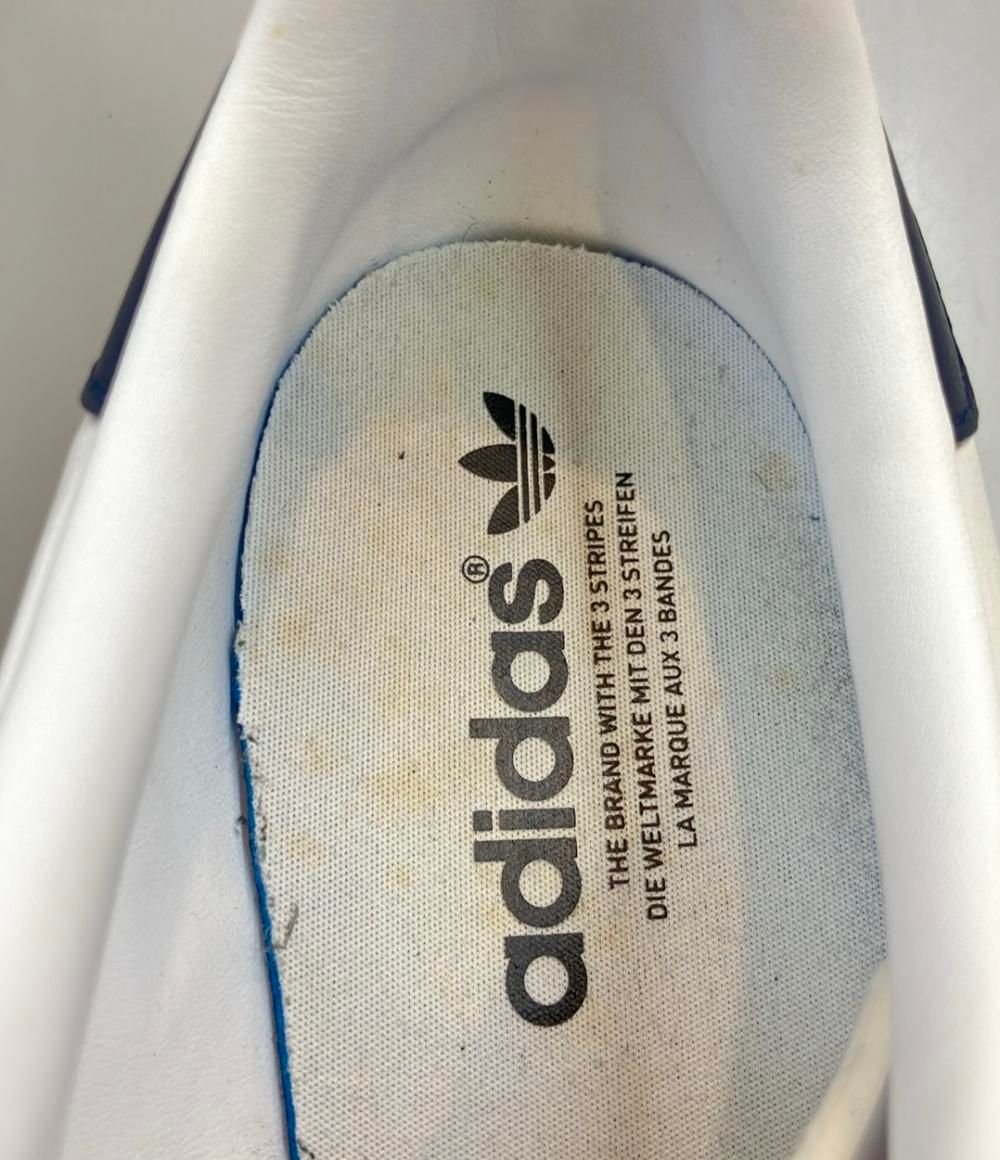 adidas®
THE BRAND WITH THE 3 STRIPES
DIE WELTMARKE MIT DEN 3 STREIFEN
LA MARQUE AUX 3 BANDES